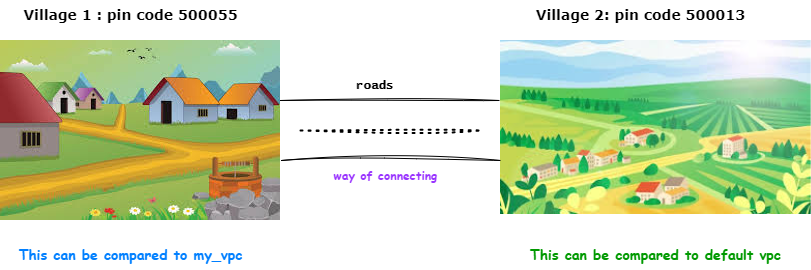 Village 1 : pin code 500055
Village 2: pin code 500013
roads
way of connecting
This can be compared to my_vpc
This can be compared to default vpc